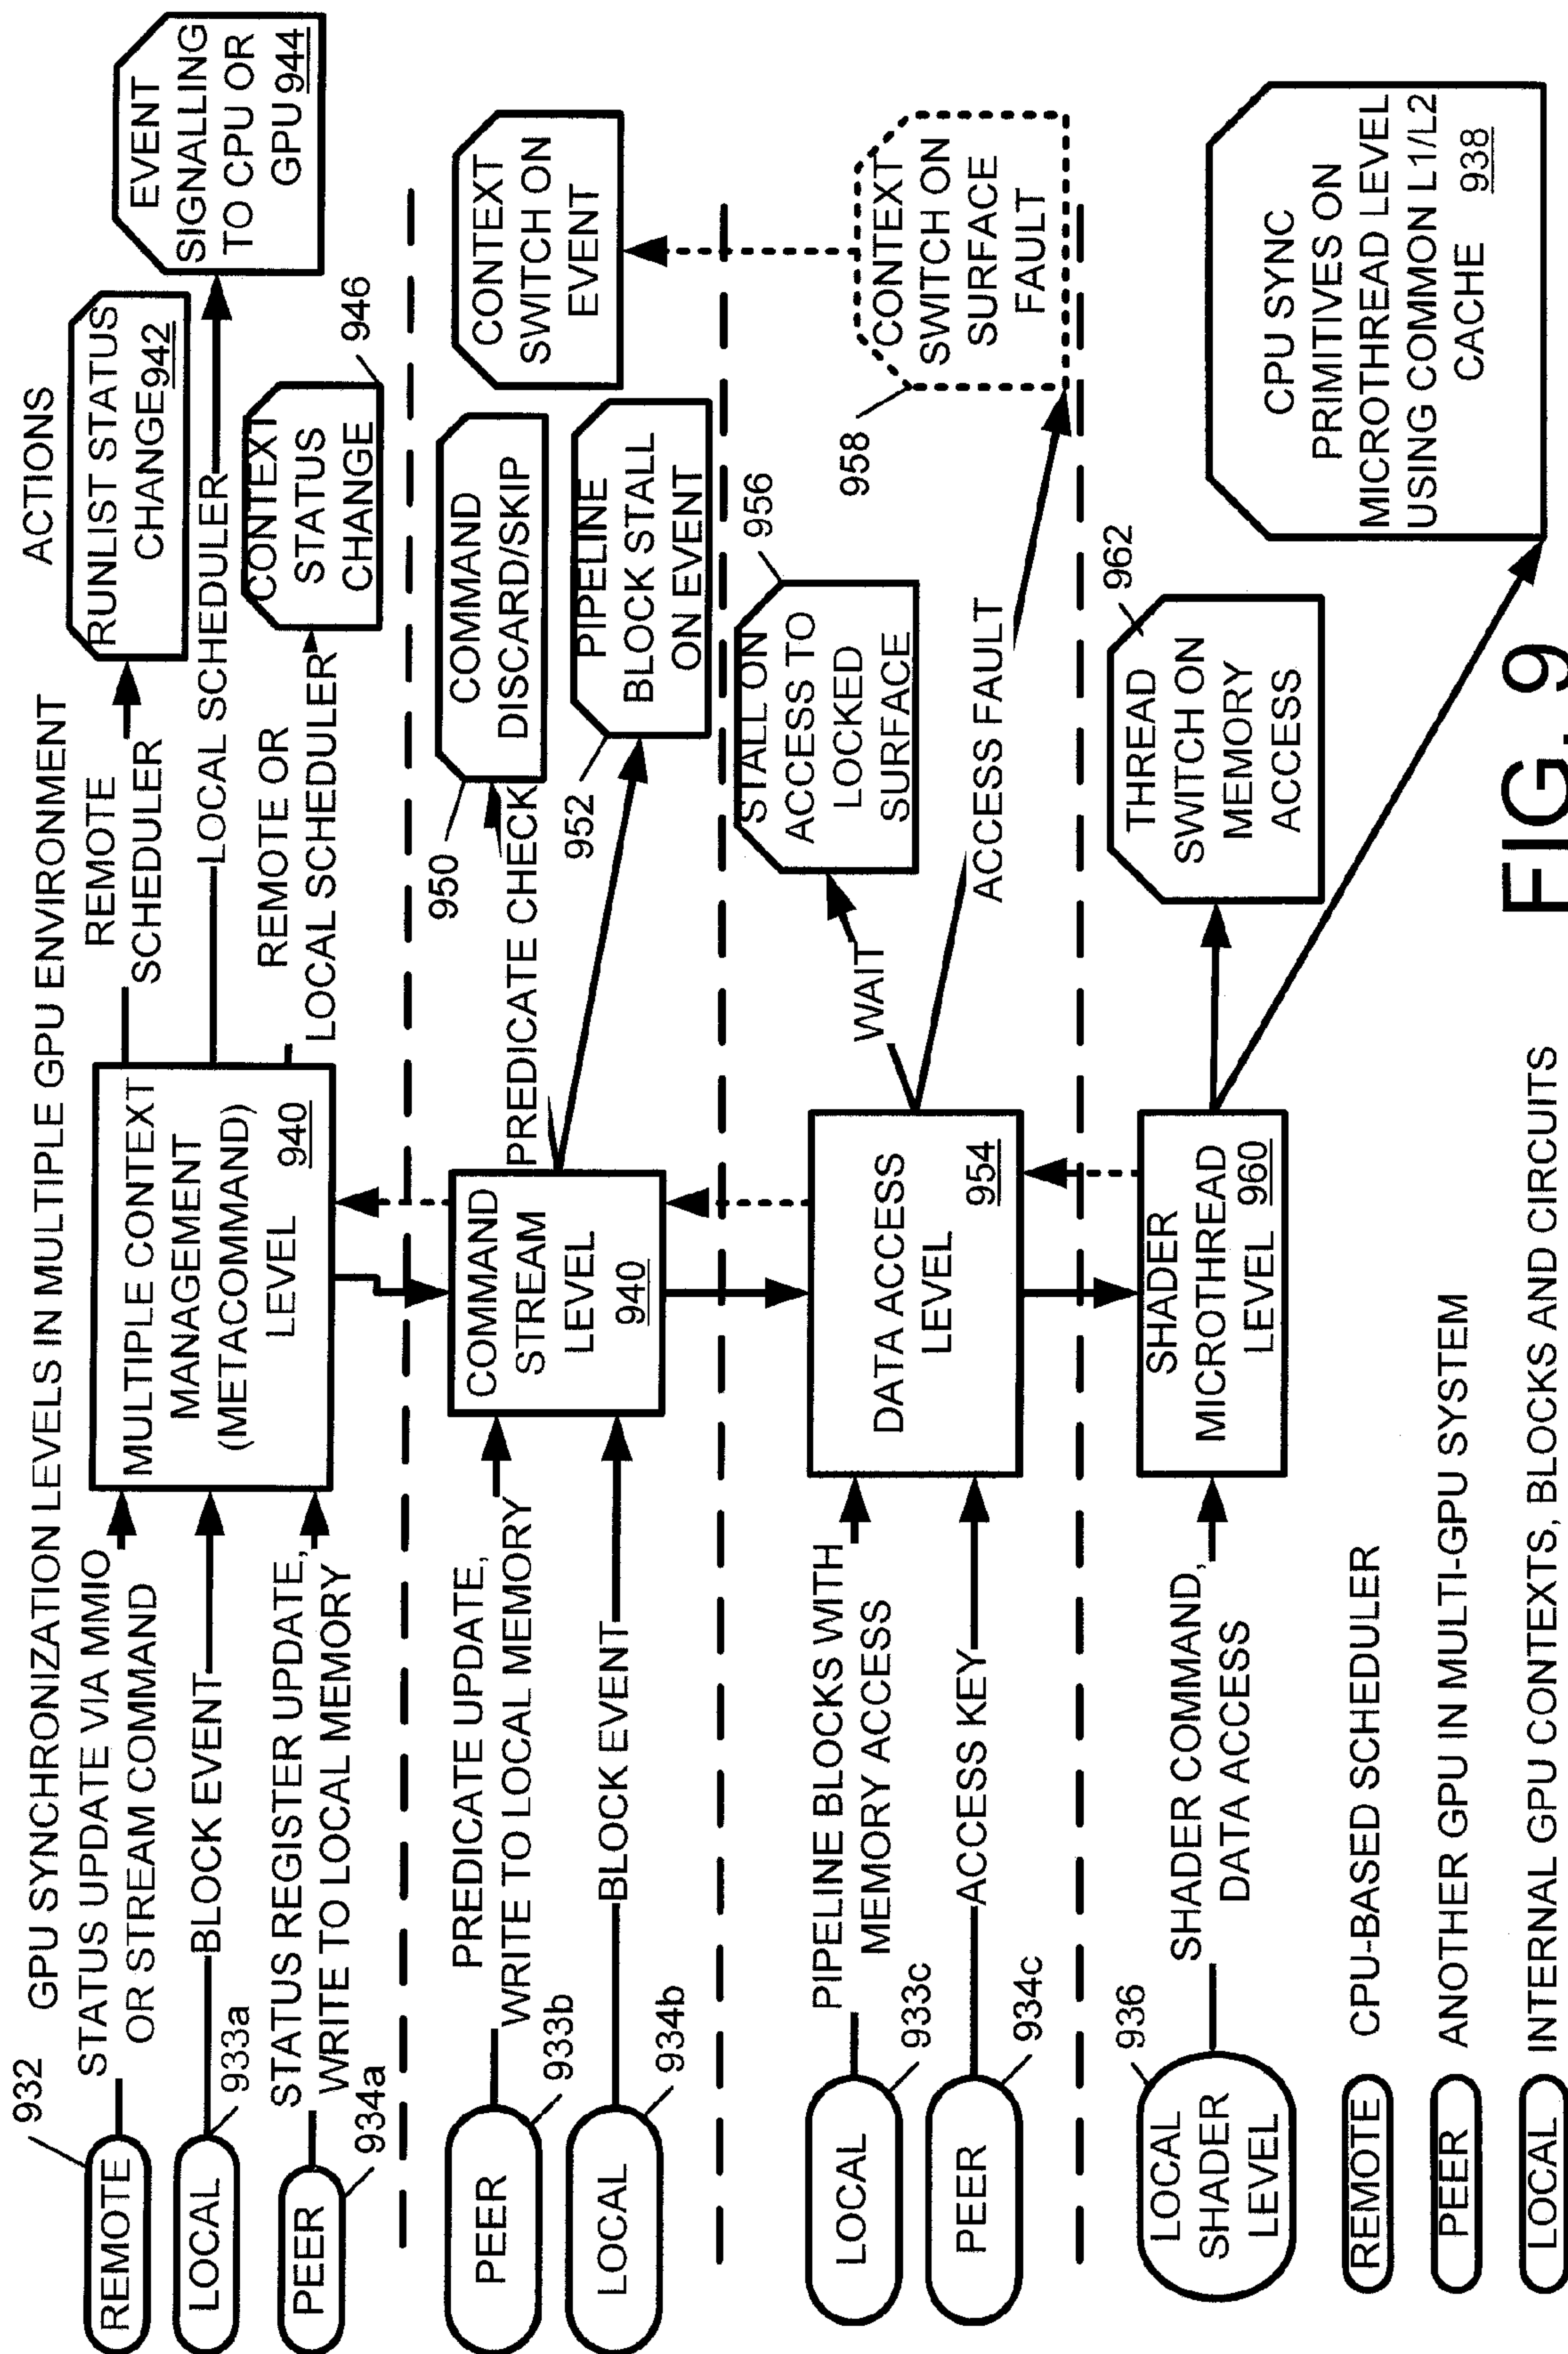 GPU SYNCHRONIZATION LEVELS IN MULTIPLE GPU ENVIRONMENT
ACTIONS
932
REMOTE
STATUS UPDATE VIA MMIO
OR STREAM COMMAND
LOCAL
933a
BLOCK EVENT
PEER
934a
STATUS REGISTER UPDATE,
WRITE TO LOCAL MEMORY
MULTIPLE CONTEXT
MANAGEMENT
(METACOMMAND)
LEVEL 940
REMOTE
SCHEDULER
LOCAL SCHEDULER
REMOTE OR
LOCAL SCHEDULER
RUNLIST STATUS
CHANGE 942
EVENT
SIGNALLING
TO CPU OR
GPU 944
CONTEXT
STATUS
CHANGE
946
PEER
933b
PREDICATE UPDATE,
WRITE TO LOCAL MEMORY
LOCAL
934b
BLOCK EVENT
COMMAND
STREAM
LEVEL
940
PREDICATE CHECK
950
COMMAND
DISCARD/SKIP
952
PIPELINE
BLOCK STALL
ON EVENT
CONTEXT
SWITCH ON
EVENT
LOCAL
933c
PIPELINE BLOCKS WITH
MEMORY ACCESS
PEER
934c
ACCESS KEY
DATA ACCESS
LEVEL 954
WAIT
ACCESS FAULT
STALL ON
ACCESS TO
LOCKED
SURFACE
956
958
CONTEXT
SWITCH ON
SURFACE
FAULT
LOCAL
SHADER
LEVEL
936
SHADER COMMAND,
DATA ACCESS
SHADER
MICROTHREAD
LEVEL 960
THREAD
SWITCH ON
MEMORY
ACCESS
962
CPU SYNC
PRIMITIVES ON
MICROTHREAD LEVEL
USING COMMON L1/L2
CACHE 938
REMOTE CPU-BASED SCHEDULER
PEER ANOTHER GPU IN MULTI-GPU SYSTEM
LOCAL INTERNAL GPU CONTEXTS, BLOCKS AND CIRCUITS
FIG. 9